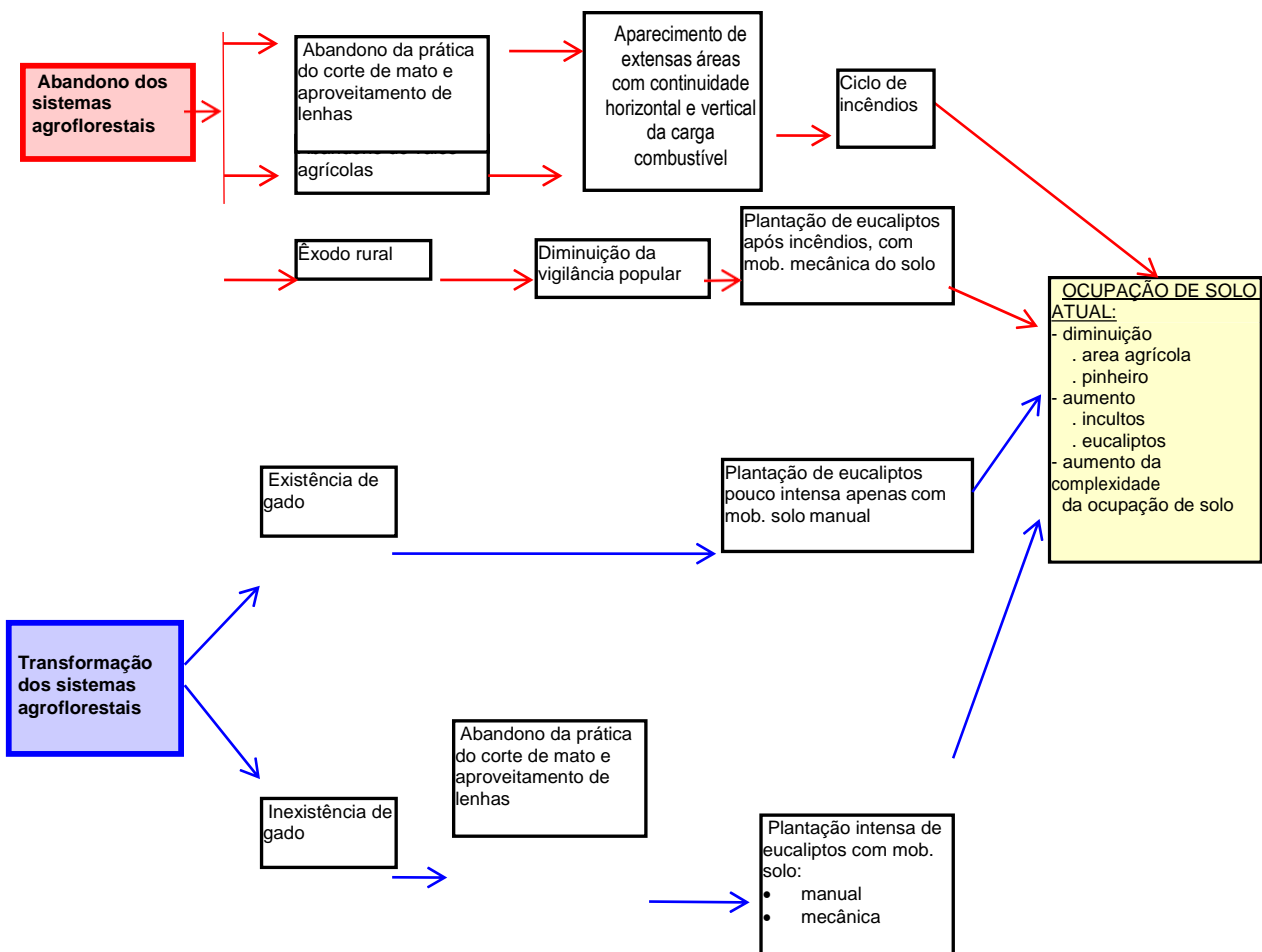 Abandono dos
sistemas
agroflorestais
Abandono da prática
do corte de mato e
aproveitamento de
lenhas
agrícolas
Aparecimento de
extensas áreas
com continuidade
horizontal e vertical
da carga
combustível
Ciclo de
incêndios
Êxodo rural
Diminuição da
vigilância popular
Plantação de eucaliptos
após incêndios, com
mob. mecânica do solo
OCUPAÇÃO DE SOLO
ATUAL:
- diminuição
. area agrícola
. pinheiro
- aumento
. incultos
. eucaliptos
- aumento da
complexidade
da ocupação de solo
Existência de
gado
Plantação de eucaliptos
pouco intensa apenas com
mob. solo manual
Transformação
dos sistemas
agroflorestais
Abandono da prática
do corte de mato e
aproveitamento de
lenhas
Inexistência de
gado
Plantação intensa de
eucaliptos com mob.
solo:
• manual
• mecânica